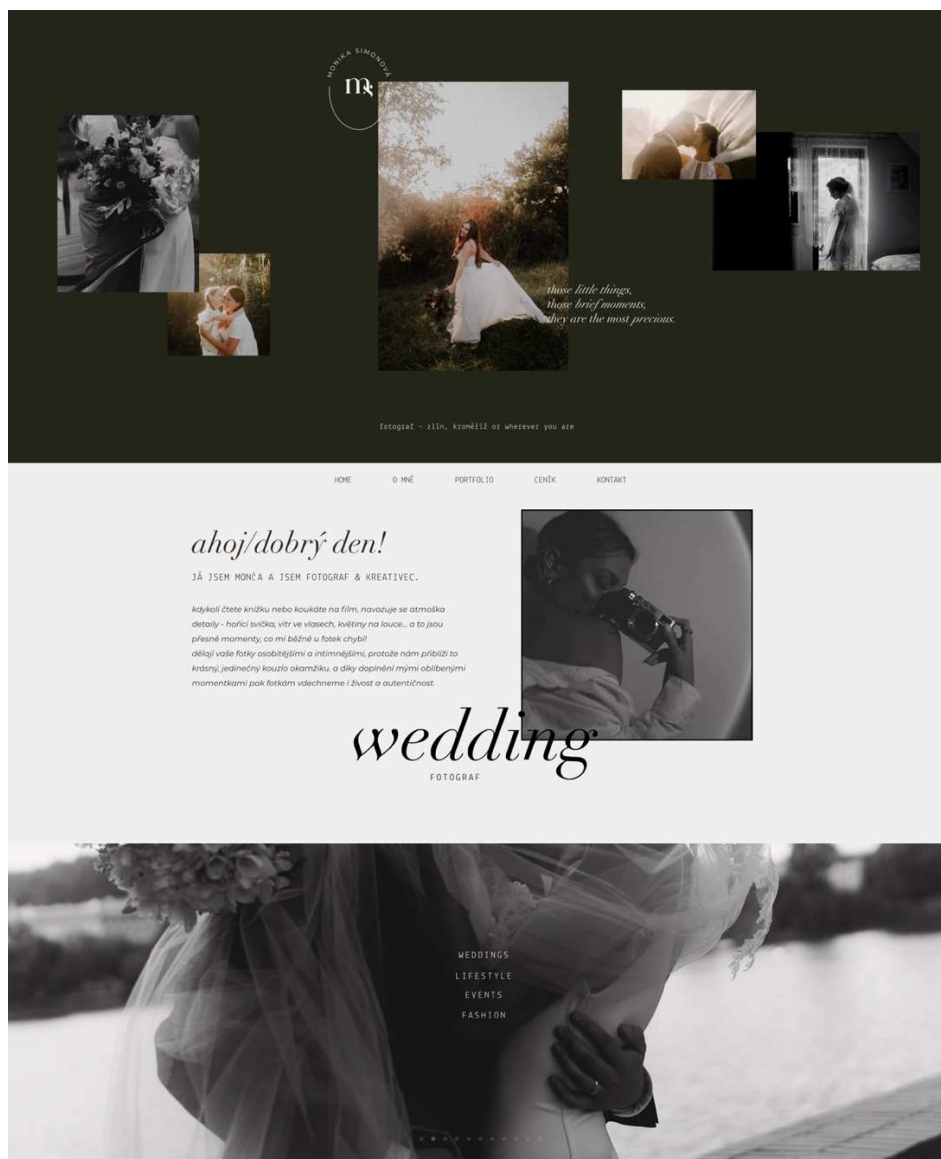 MONIKA SIMONOVÁ
ms
those little things,
those brief moments,
they are the most precious.
fotograf - zlín, kroměříž or wherever you are
HOME
O MNĚ
PORTFOLIO
CENÍK
KONTAKT
ahoj/dobrý den!
JÁ JSEM MONČA A JSEM FOTOGRAF & KREATIVEC.
kdykoli čtete knížku nebo koukáte na film, navozuje se atmoška
detaily - hořící svíčka, vítr ve vlasech, květiny na louce... a to jsou
přesně momenty, co mi běžně u fotek chybí!
dělají vaše fotky osobitějšími a intimnějšími, protože nám přiblíží to
krásný, jedinečný kouzlo okamžiku. a díky doplnění mými oblíbenými
momentkami pak fotkám vdechneme i živost a autentičnost.
wedding
FOTOGRAF
WEDDINGS
LIFESTYLE
EVENTS
FASHION